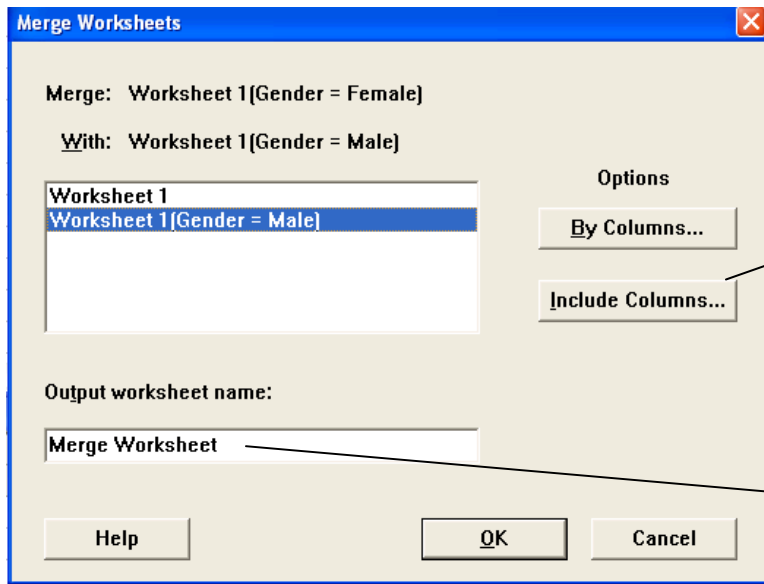 Merge Worksheets
Merge: Worksheet 1(Gender = Female)
With: Worksheet 1(Gender = Male)
Worksheet 1
Worksheet 1(Gender = Male)
Options
By Columns...
Include Columns...
Output worksheet name:
Merge Worksheet
Help
OK
Cancel